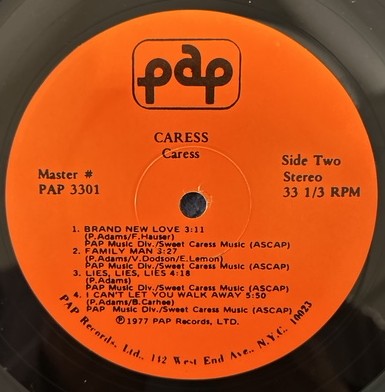 pap
CARESS
Caress
Master #
PAP 3301
Side Two
Stereo
33 1/3 RPM
1. BRAND NEW LOVE 3:11
(P.Adams/F.Hauser)
PAP Music Div./Sweet Caress Music (ASCAP)
2. FAMILY MAN 3:27
(P.Adams/V.Dodson/E.Lemon)
PAP Music Div./Sweet Caress Music (ASCAP)
3. LIES, LIES, LIES 4:18
(P.Adams)
PAP Music Div./Sweet Caress Music (ASCAP)
4. I CAN'T LET YOU WALK AWAY 5:50
(P.Adams/B.Carhee)
PAP Music Div./Sweet Caress Music (ASCAP)
℗1977 PAP Records, LTD.
PAP Records, Ltd., 112 West End Ave., N.Y.C. 10023